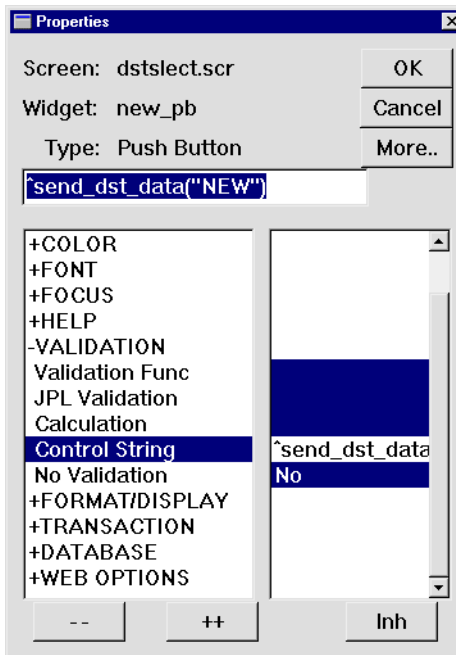 Properties
Screen: dstslect.scr OK
Widget: new_pb Cancel
Type: Push Button More..
^send_dst_data("NEW")
+COLOR
+FONT
+FOCUS
+HELP
-VALIDATION
Validation Func
JPL Validation
Calculation
Control String ^send_dst_data
No Validation No
+FORMAT/DISPLAY
+TRANSACTION
+DATABASE
+WEB OPTIONS
-- ++ Inh